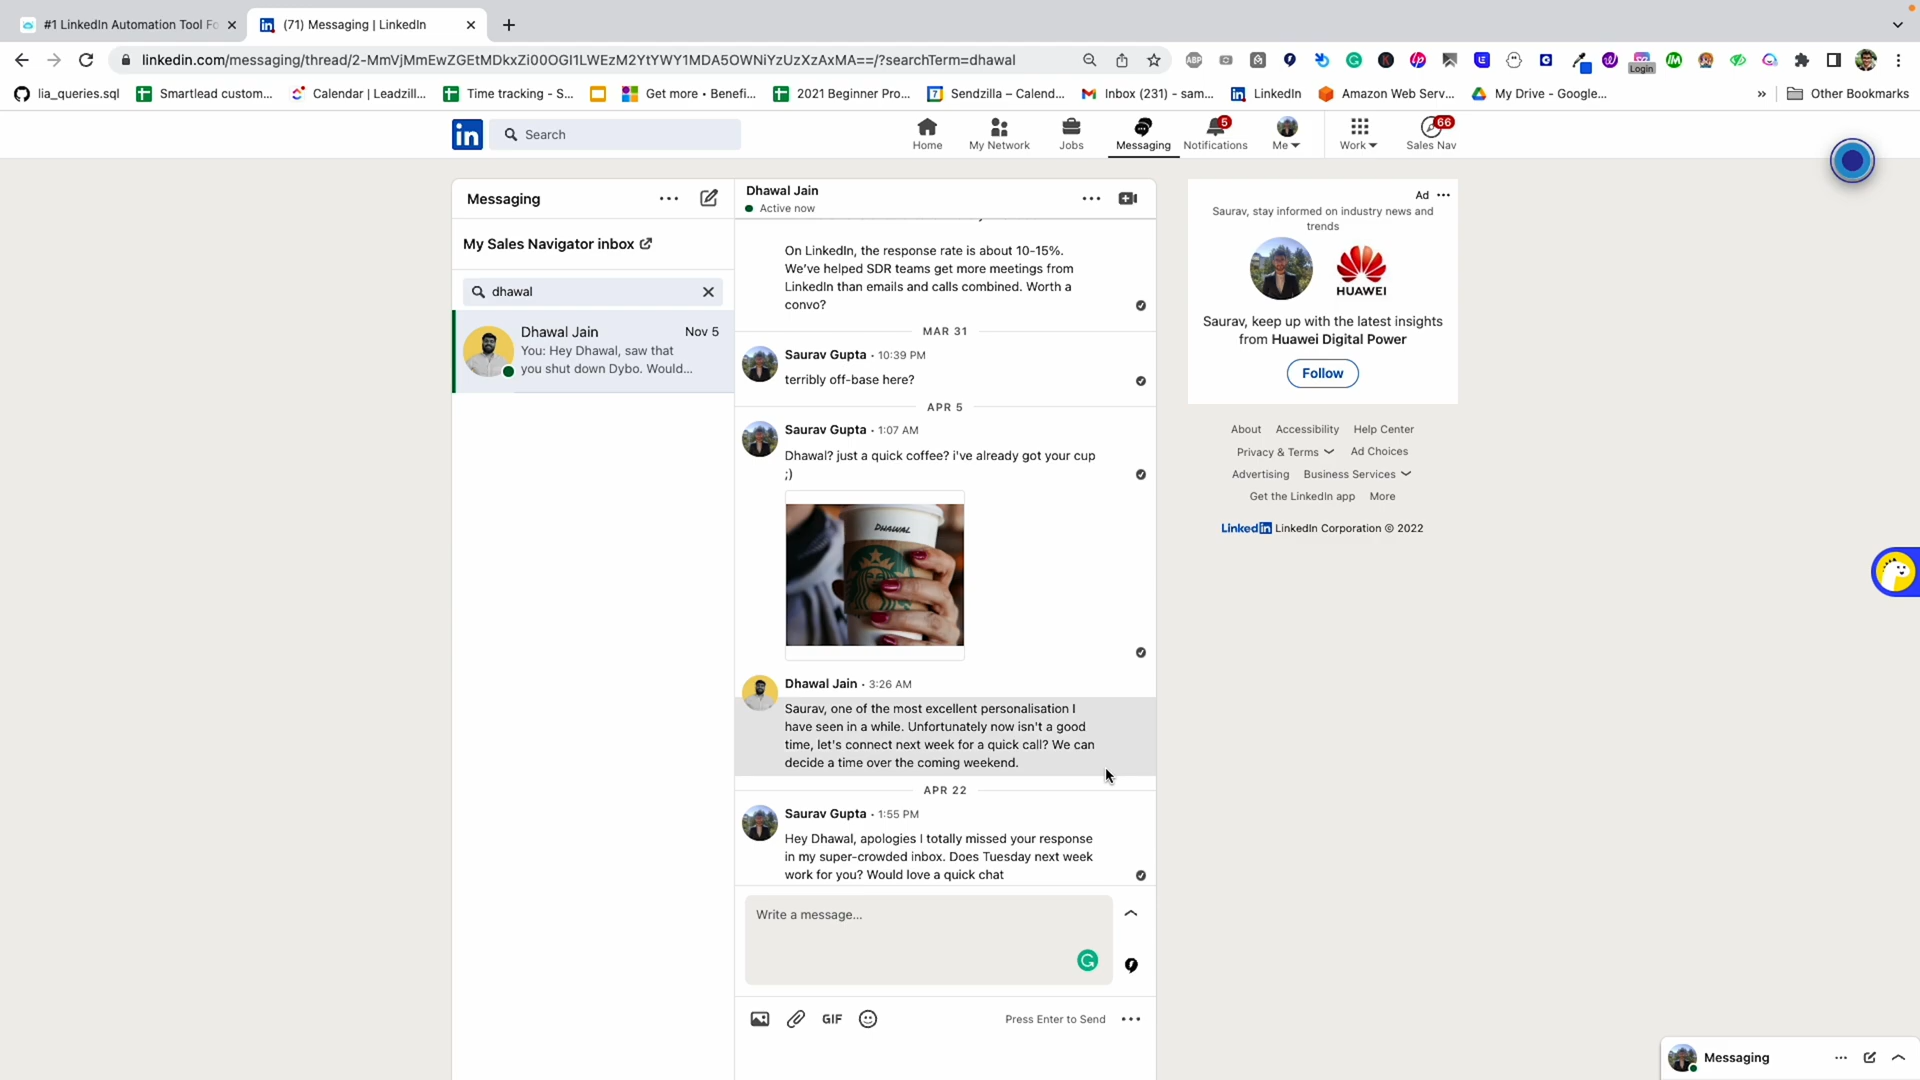 #1 LinkedIn Automation Tool Fo
(71) Messaging | LinkedIn
linkedin.com/messaging/thread/2-MmVjMmEwZGEtMDkxZi00OGI1LWEzM2YtYWY1MDA5OWNiYzUzXzAxMA==/?searchTerm=dhawal
ABP
Login
lia_queries.sql
Smartlead custom...
Calendar | Leadzill...
Time tracking - S...
Get more • Benefi...
2021 Beginner Pro...
Sendzilla – Calend...
Inbox (231) - sam...
LinkedIn
Amazon Web Serv...
My Drive - Google...
»
Other Bookmarks
in
Search
Home
My Network
Jobs
Messaging
5
Notifications
Me
Work
66
Sales Nav
Messaging
My Sales Navigator inbox
dhawal
Dhawal Jain
Nov 5
You: Hey Dhawal, saw that
you shut down Dybo. Would...
Dhawal Jain
Active now
On LinkedIn, the response rate is about 10-15%.
We've helped SDR teams get more meetings from
LinkedIn than emails and calls combined. Worth a
convo?
MAR 31
Saurav Gupta • 10:39 PM
terribly off-base here?
APR 5
Saurav Gupta • 1:07 AM
Dhawal? just a quick coffee? i've already got your cup
;)
DHAWAL
Dhawal Jain • 3:26 AM
Saurav, one of the most excellent personalisation I
have seen in a while. Unfortunately now isn't a good
time, let's connect next week for a quick call? We can
decide a time over the coming weekend.
APR 22
Saurav Gupta • 1:55 PM
Hey Dhawal, apologies I totally missed your response
in my super-crowded inbox. Does Tuesday next week
work for you? Would love a quick chat
Write a message...
GIF
Press Enter to Send
Ad
Saurav, stay informed on industry news and
trends
HUAWEI
Saurav, keep up with the latest insights
from Huawei Digital Power
Follow
About
Accessibility
Help Center
Privacy & Terms
Ad Choices
Advertising
Business Services
Get the LinkedIn app
More
LinkedIn LinkedIn Corporation © 2022
Messaging